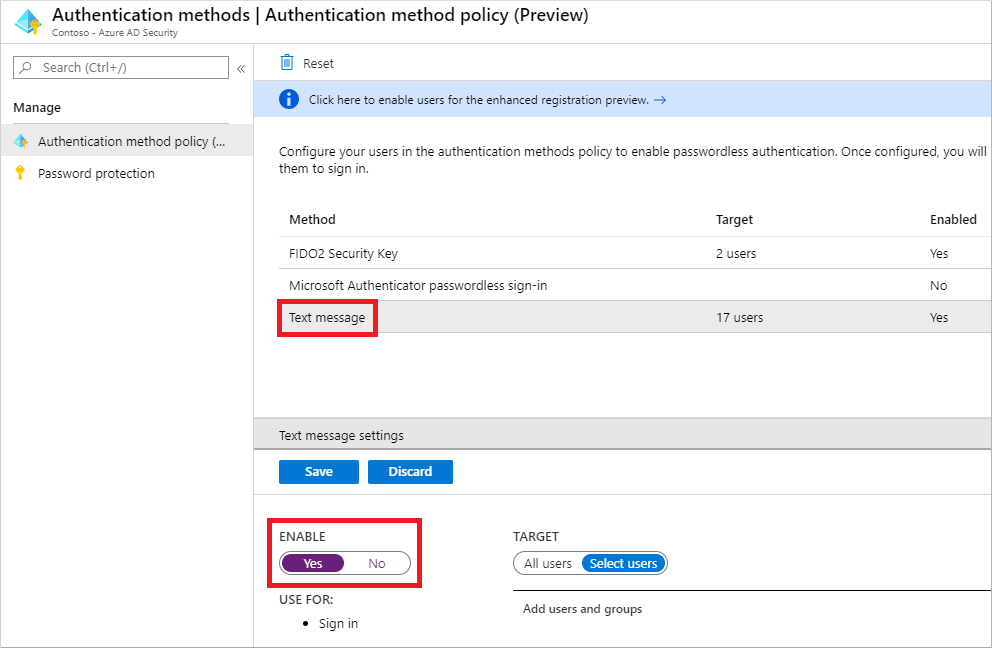 Authentication methods | Authentication method policy (Preview)
Contoso - Azure AD Security
Search (Ctrl+/)
«
Reset
Click here to enable users for the enhanced registration preview. →
Manage
Authentication method policy (...
Password protection
Configure your users in the authentication methods policy to enable passwordless authentication. Once configured, you will
them to sign in.
Method Target Enabled
FIDO2 Security Key 2 users Yes
Microsoft Authenticator passwordless sign-in No
Text message 17 users Yes
Text message settings
Save Discard
ENABLE TARGET
Yes No All users Select users
USE FOR:
Add users and groups
• Sign in